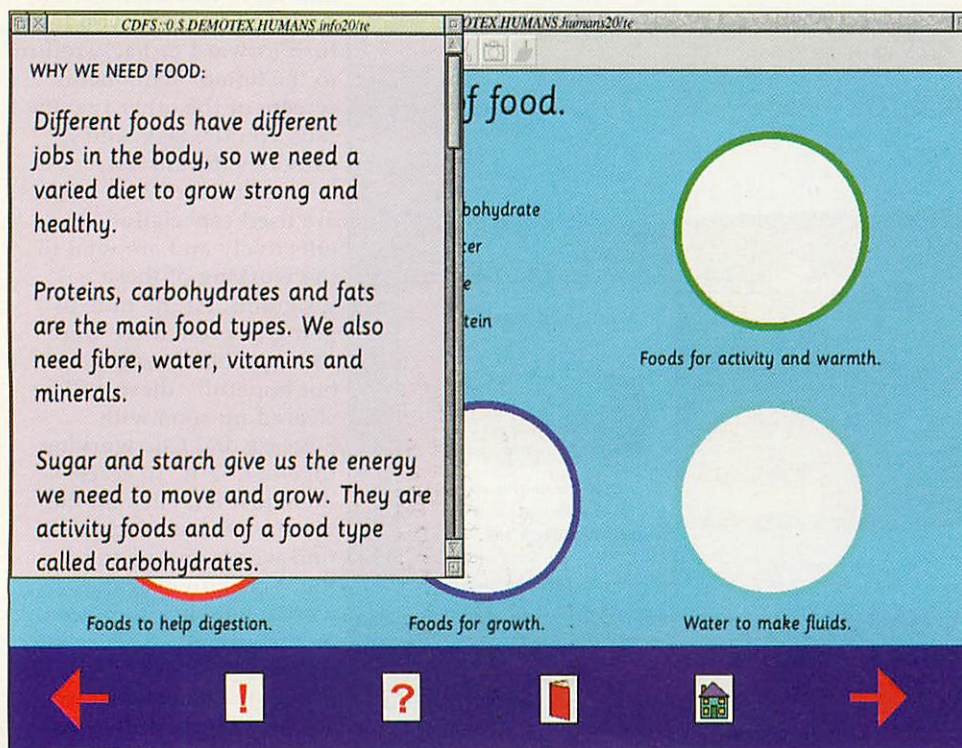 CDFS::0.$.DEMOTEX.HUMANS.info20/te
WHY WE NEED FOOD:
Different foods have different
jobs in the body, so we need a
varied diet to grow strong and
healthy.
Proteins, carbohydrates and fats
are the main food types. We also
need fibre, water, vitamins and
minerals.
Sugar and starch give us the energy
we need to move and grow. They are
activity foods and of a food type
called carbohydrates.
OTEX.HUMANS.humans20/te
of food.
bohydrate
ter
e
tein
Foods for activity and warmth.
Foods to help digestion.
Foods for growth.
Water to make fluids.
!
?